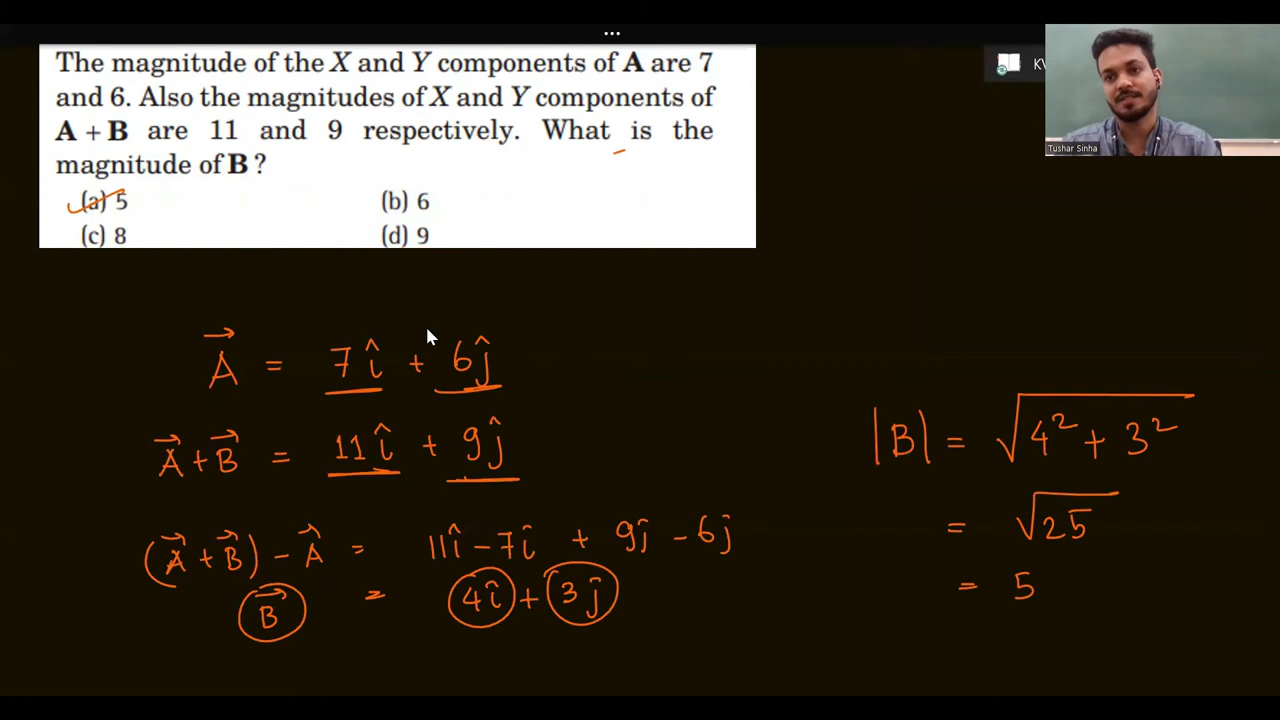 ...
The magnitude of the X and Y components of A are 7
and 6. Also the magnitudes of X and Y components of
A + B are 11 and 9 respectively. What is the
magnitude of B ?
(a) 5 (b) 6
(c) 8 (d) 9
KV
Tushar Sinha
A⃗ = 7î + 6ĵ
A⃗ + B⃗ = 11î + 9ĵ
(A⃗ + B⃗) - A⃗ = 11î - 7î + 9ĵ - 6ĵ
B⃗ = 4î + 3ĵ
|B| = √4² + 3²
= √25
= 5